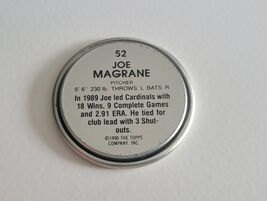 52
JOE
MAGRANE
PITCHER
6' 6" 230 lb. THROWS: L BATS: R
In 1989 Joe led Cardinals with
18 Wins, 9 Complete Games
and 2.91 ERA. He tied for
club lead with 3 Shut-
outs.
©1990 THE TOPPS
COMPANY, INC.